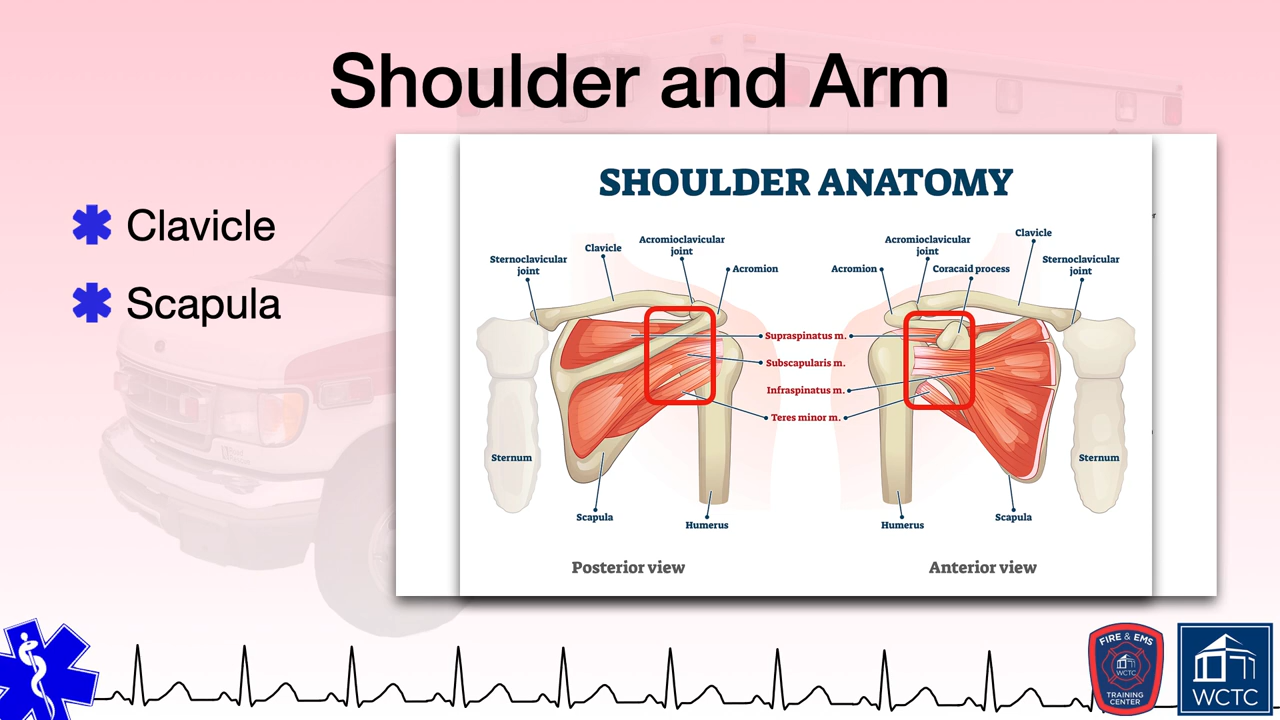 Shoulder and Arm
Clavicle
Scapula
SHOULDER ANATOMY
Sternoclavicular
joint
Clavicle
Acromioclavicular
joint
Acromion
Acromion
Acromioclavicular
joint
Coracaid process
Clavicle
Sternoclavicular
joint
Supraspinatus m.
Subscapularis m.
Infraspinatus m.
Teres minor m.
Sternum
Scapula
Humerus
Humerus
Scapula
Sternum
Posterior view
Anterior view
FIRE & EMS
WCTC
TRAINING
CENTER
WCTC